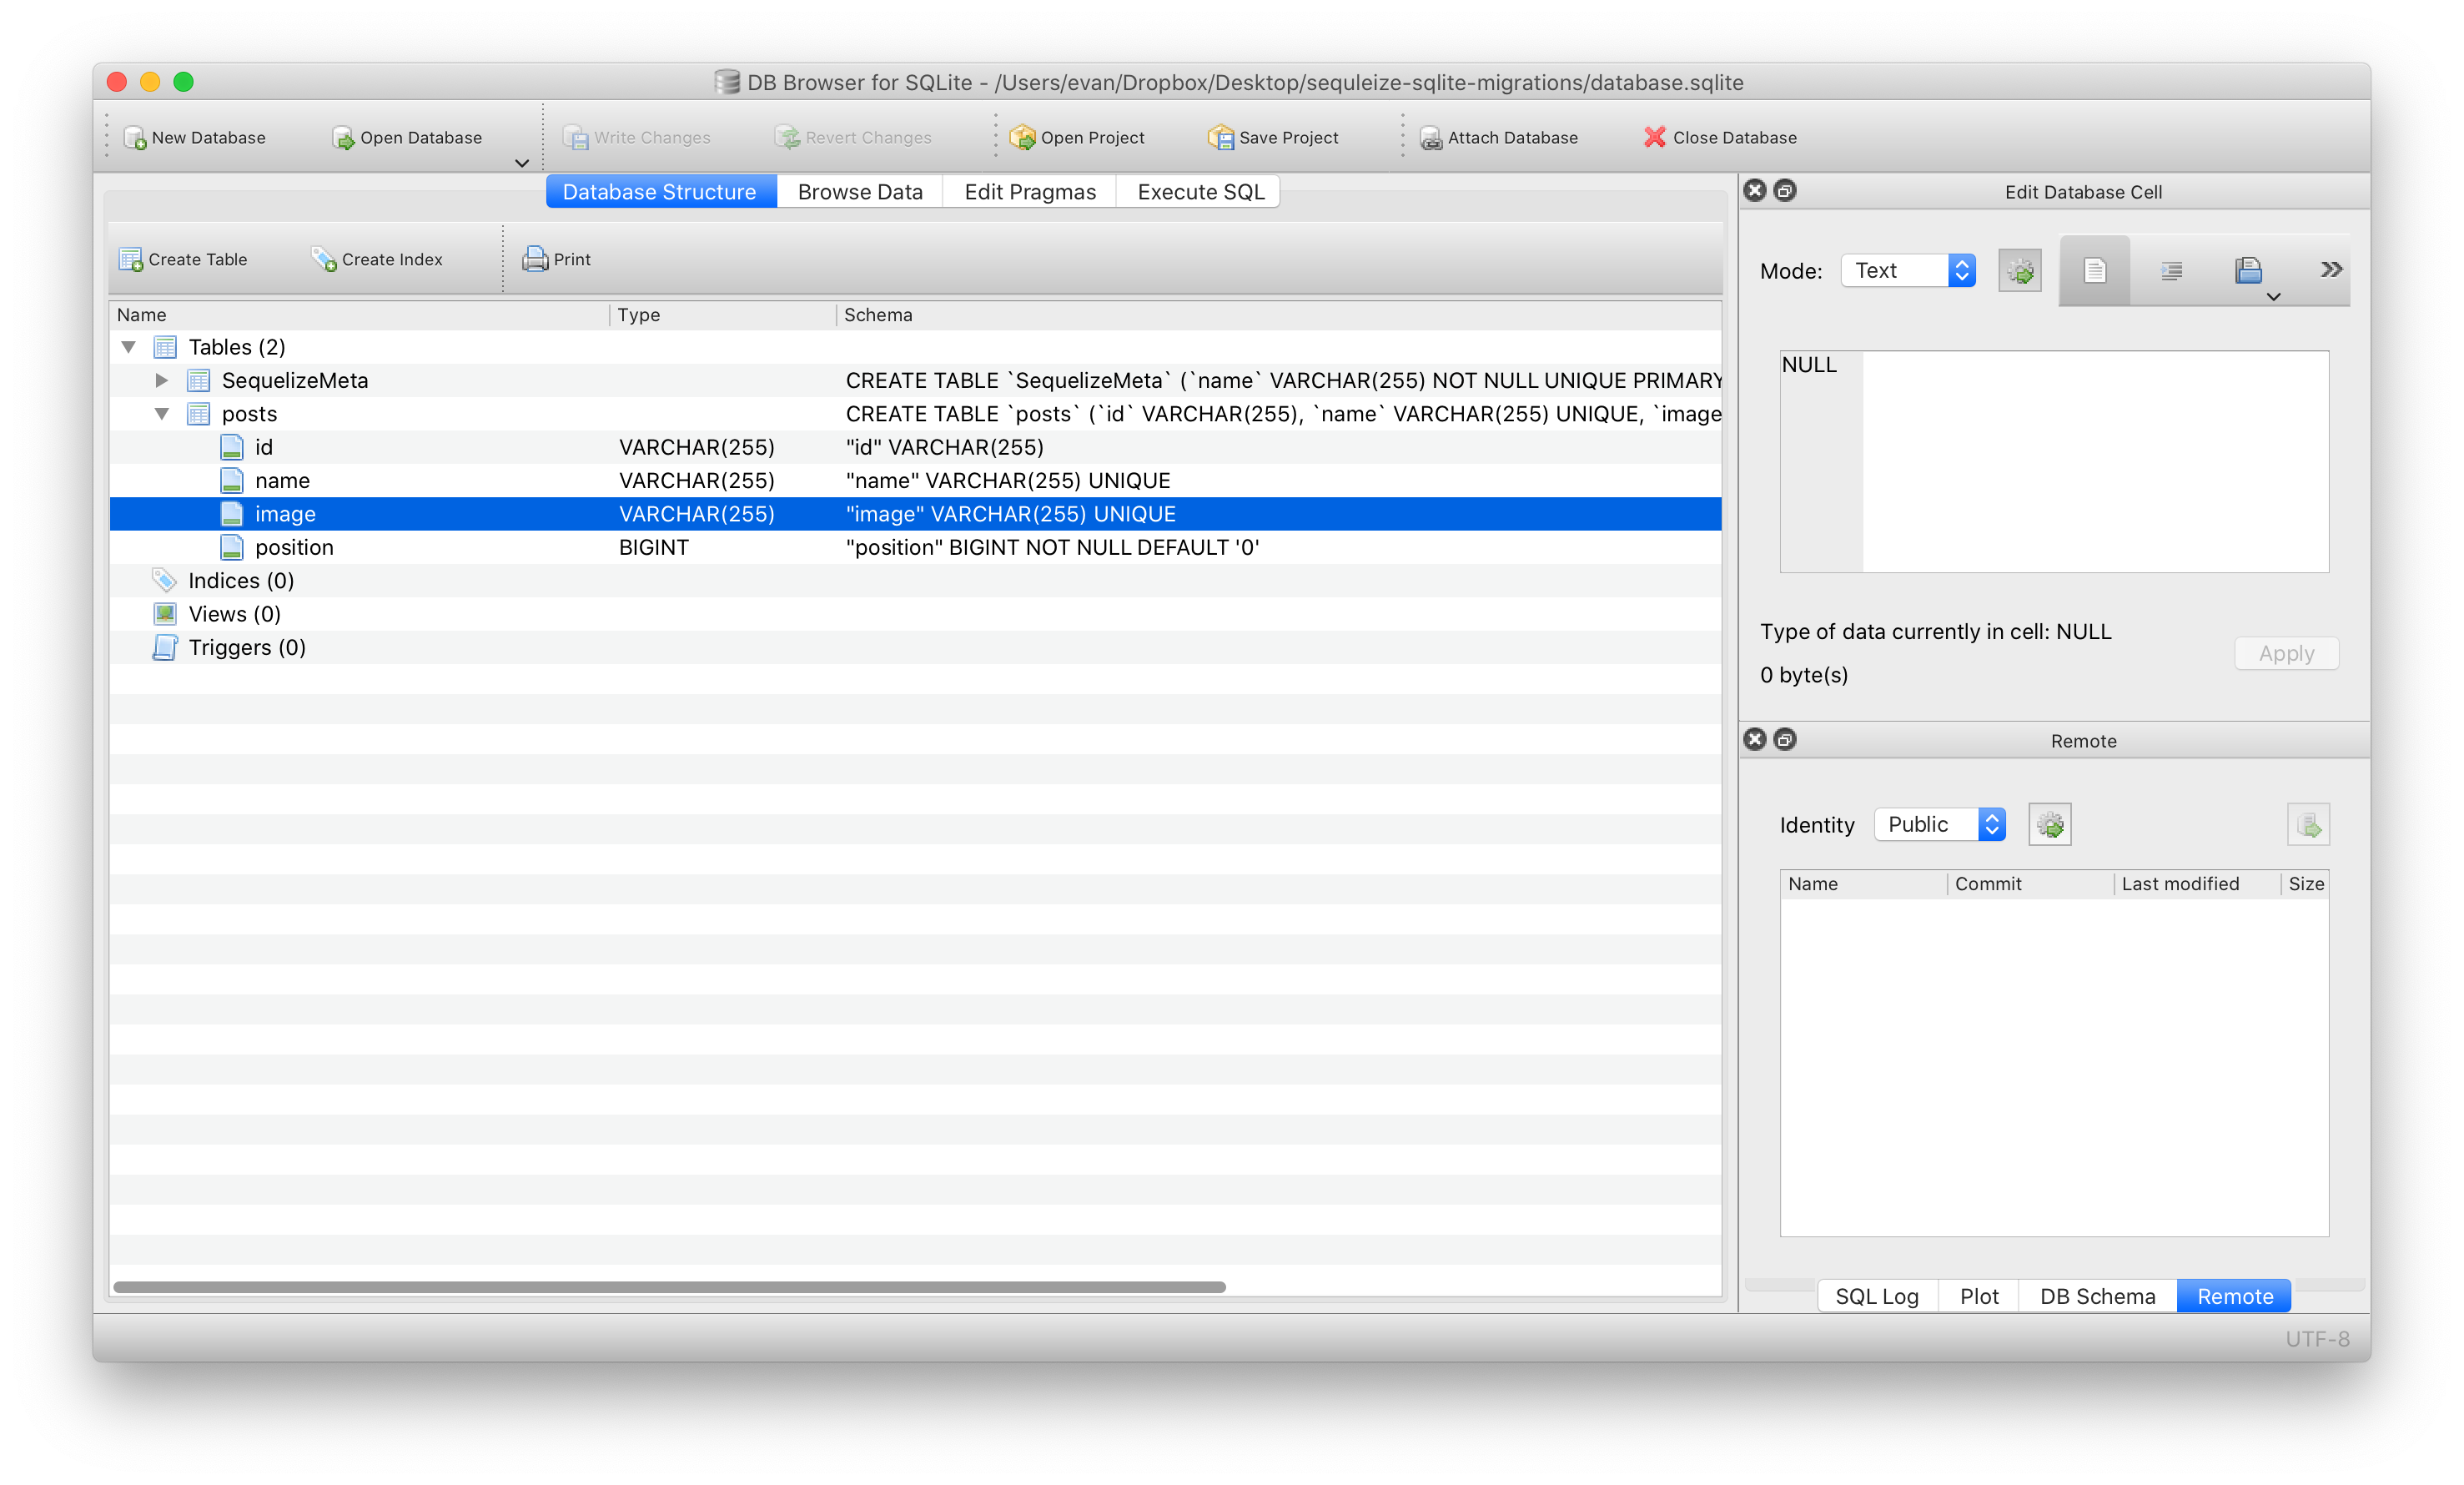 DB Browser for SQLite - /Users/evan/Dropbox/Desktop/sequleize-sqlite-migrations/database.sqlite
New Database Open Database Write Changes Revert Changes Open Project Save Project Attach Database Close Database
Database Structure Browse Data Edit Pragmas Execute SQL
Create Table Create Index Print
Name Type Schema
Tables (2)
SequelizeMeta CREATE TABLE `SequelizeMeta` (`name` VARCHAR(255) NOT NULL UNIQUE PRIMARY
posts CREATE TABLE `posts` (`id` VARCHAR(255), `name` VARCHAR(255) UNIQUE, `image
id VARCHAR(255) "id" VARCHAR(255)
name VARCHAR(255) "name" VARCHAR(255) UNIQUE
image VARCHAR(255) "image" VARCHAR(255) UNIQUE
position BIGINT "position" BIGINT NOT NULL DEFAULT '0'
Indices (0)
Views (0)
Triggers (0)
Edit Database Cell
Mode: Text
NULL
Type of data currently in cell: NULL
0 byte(s)
Apply
Remote
Identity Public
Name Commit Last modified Size
SQL Log Plot DB Schema Remote
UTF-8